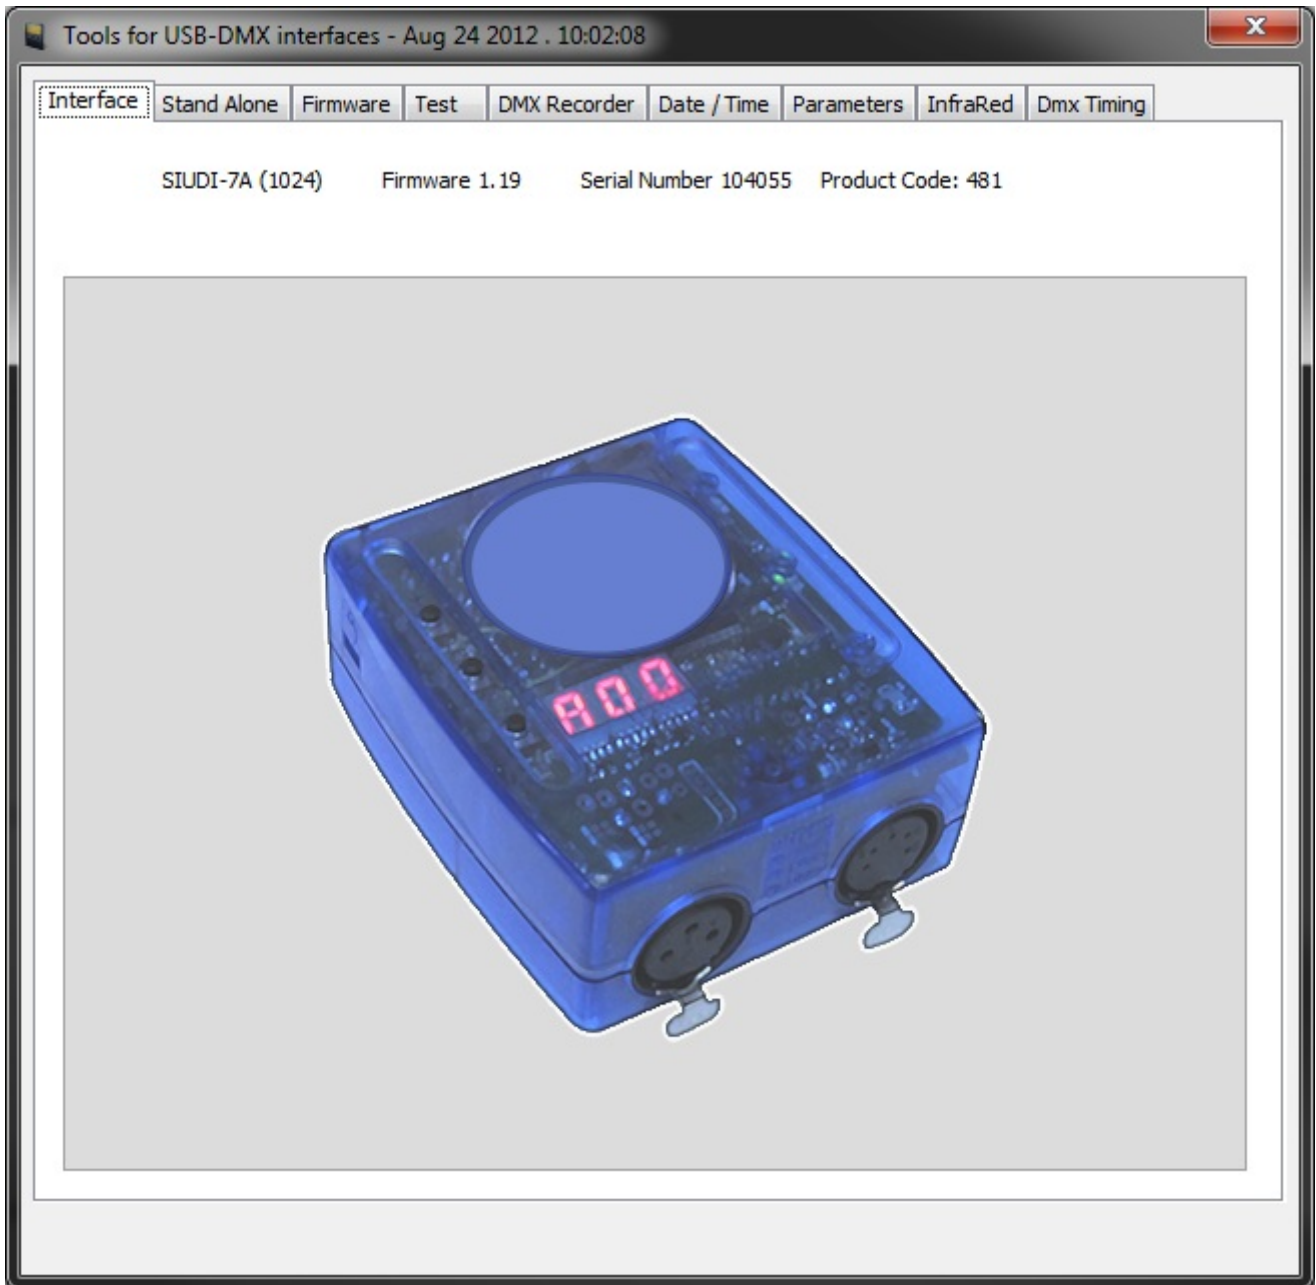 Tools for USB-DMX interfaces - Aug 24 2012 . 10:02:08
Interface Stand Alone Firmware Test DMX Recorder Date / Time Parameters InfraRed Dmx Timing
SIUDI-7A (1024) Firmware 1.19 Serial Number 104055 Product Code: 481
A00